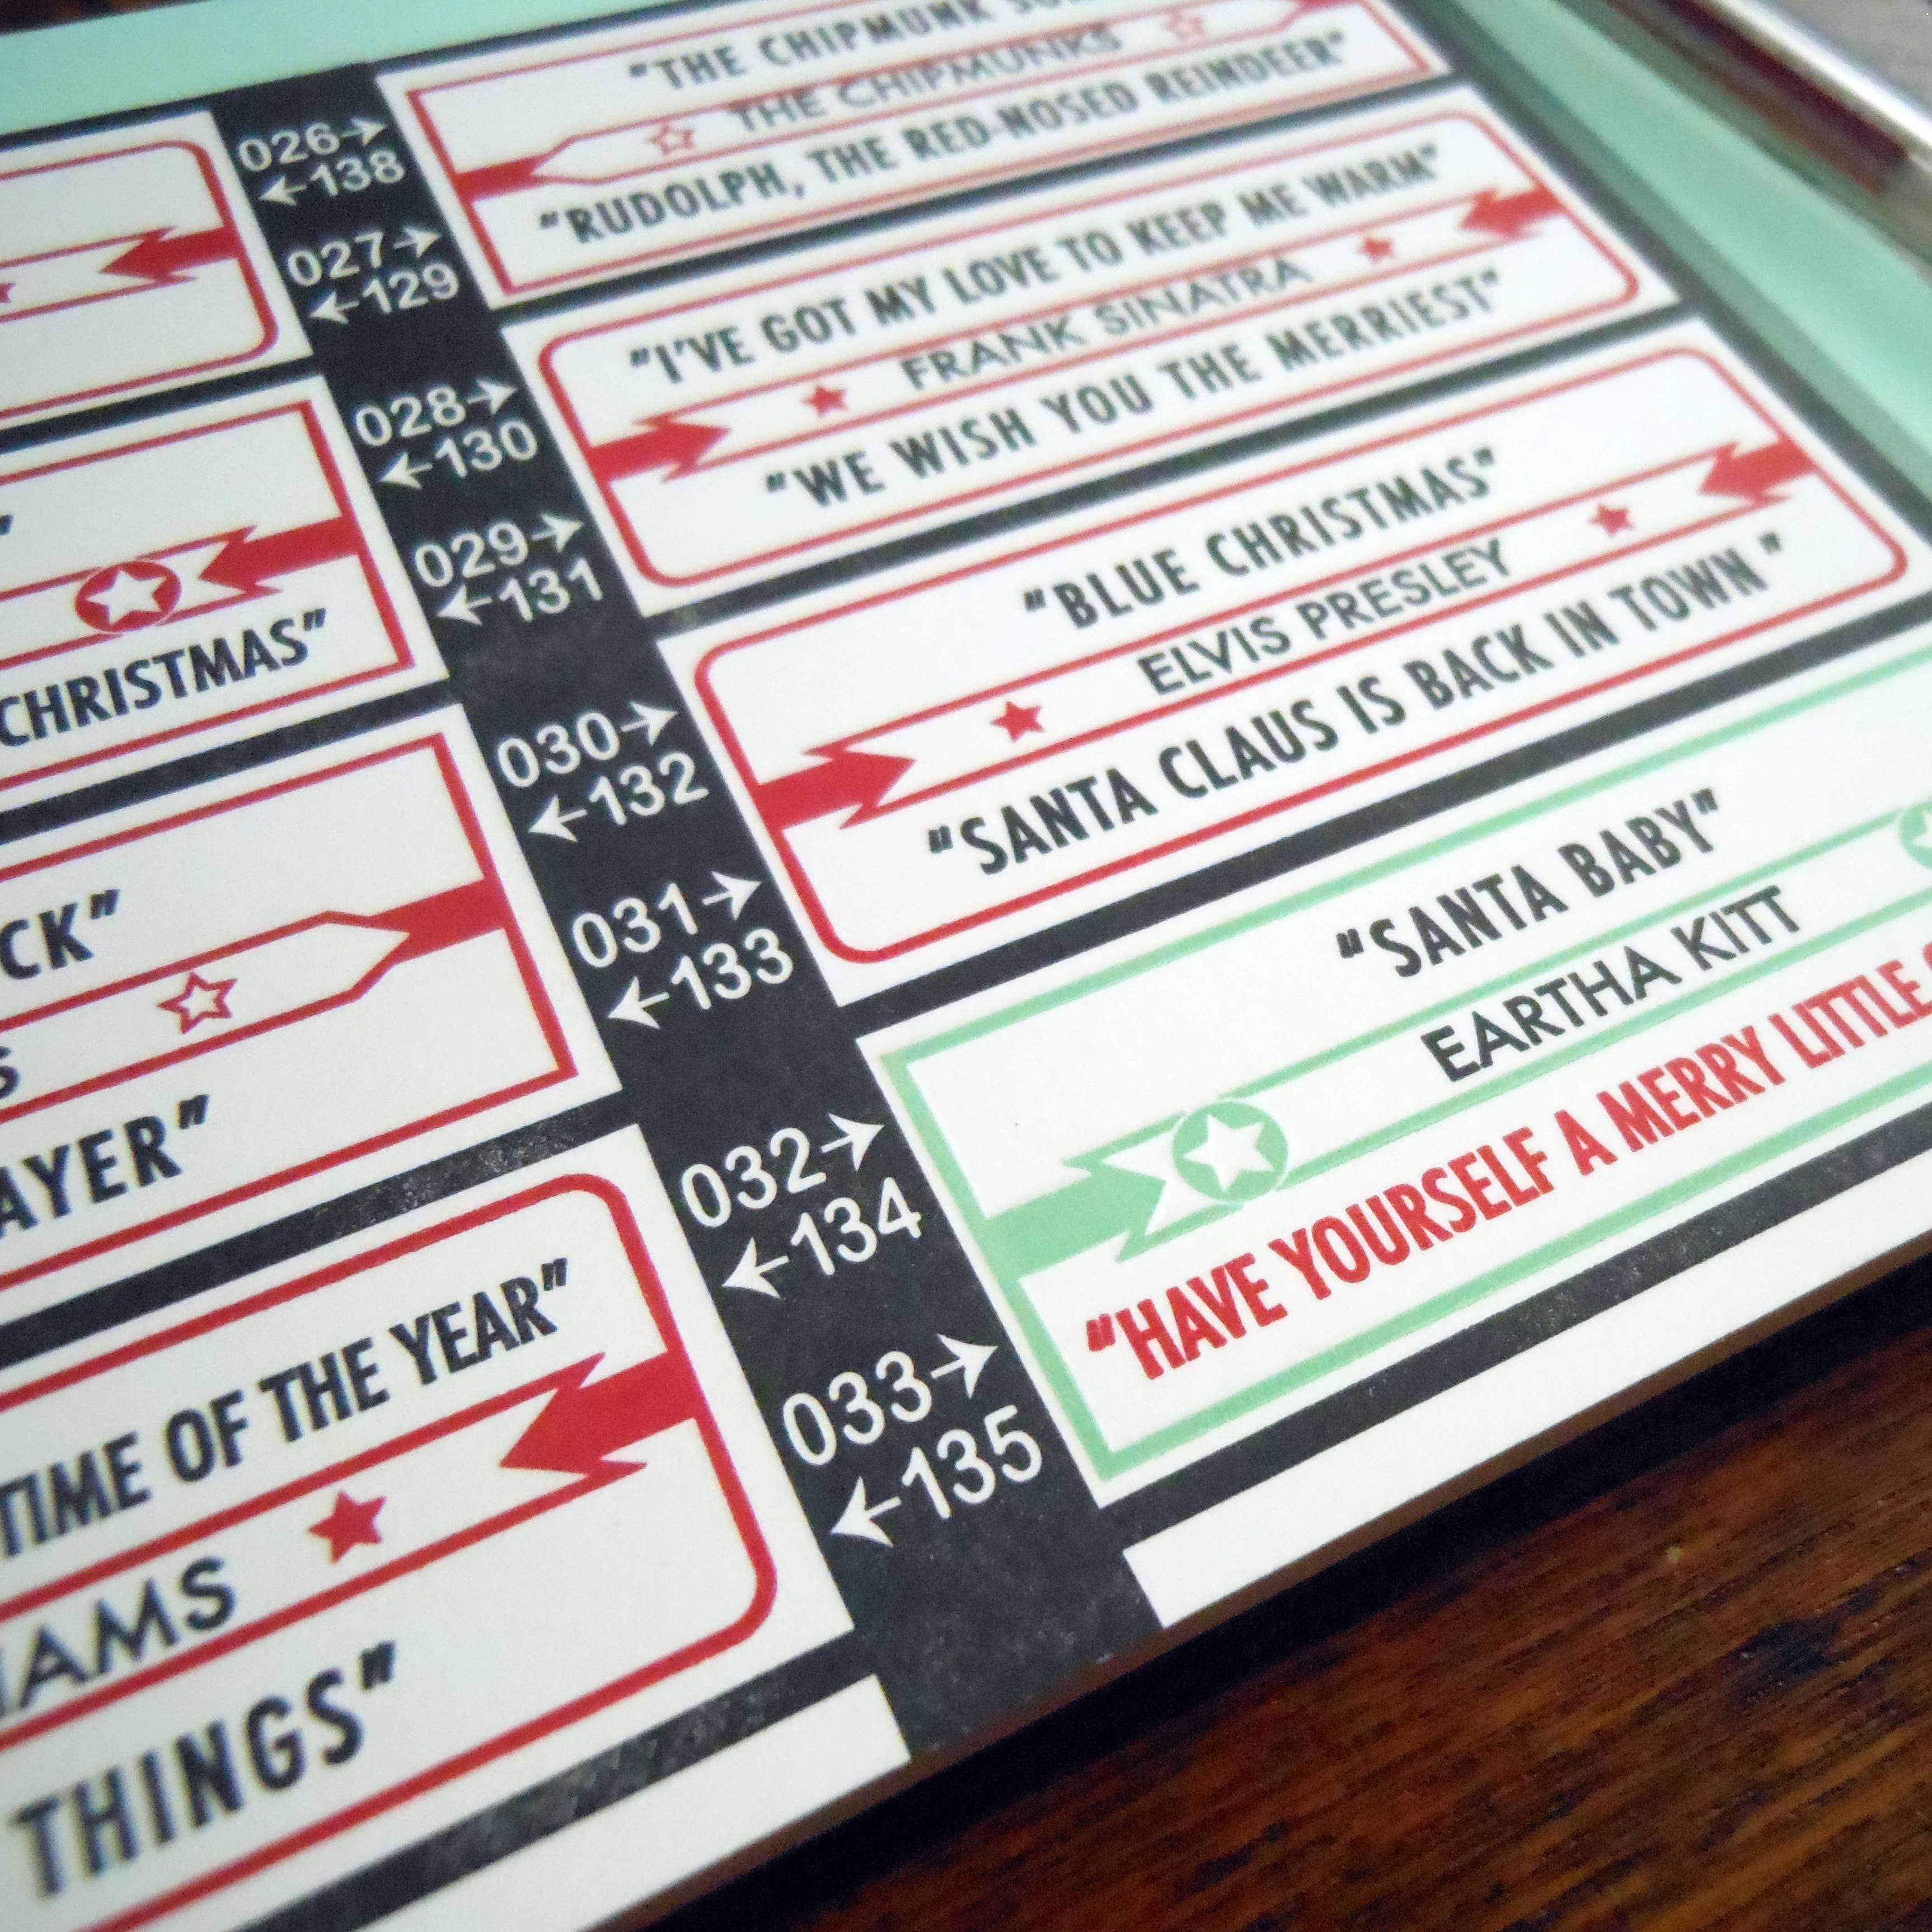 CHRISTMAS"
CK"
S
AYER"
TIME OF THE YEAR"
IAMS
THINGS"
026→
←138
027→
←129
028→
←130
029→
←131
030→
←132
031→
←133
032→
←134
033→
←135
"THE CHIPMUNK
THE CHIPMUNKS
"RUDOLPH, THE RED-NOSED REINDEER"
"I'VE GOT MY LOVE TO KEEP ME WARM"
FRANK SINATRA
"WE WISH YOU THE MERRIEST"
"BLUE CHRISTMAS"
ELVIS PRESLEY
"SANTA CLAUS IS BACK IN TOWN"
"SANTA BABY"
EARTHA KITT
"HAVE YOURSELF A MERRY LITTLE